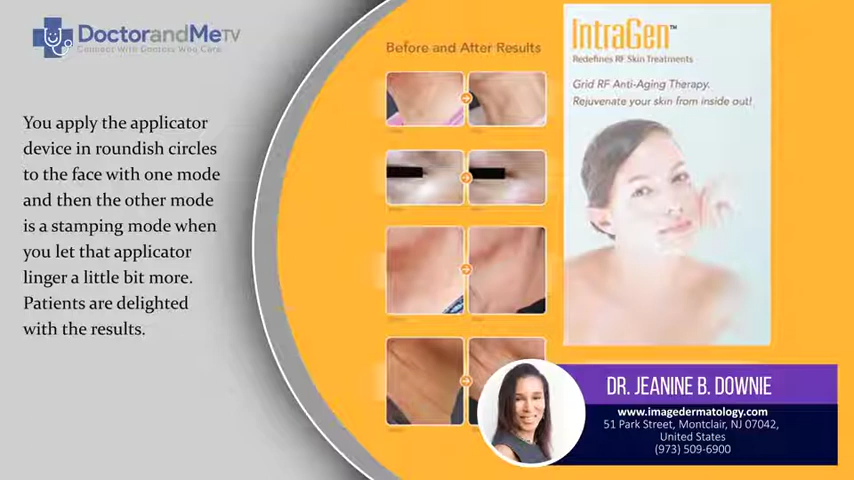 DoctorandMeTV
Connect With Doctors Who Care
You apply the applicator
device in roundish circles
to the face with one mode
and then the other mode
is a stamping mode when
you let that applicator
linger a little bit more.
Patients are delighted
with the results.
Before and After Results
IntraGen™
Redefines RF Skin Treatments
Grid RF Anti-Aging Therapy.
Rejuvenate your skin from inside out!
DR. JEANINE B. DOWNIE
www.imagedermatology.com
51 Park Street, Montclair, NJ 07042,
United States
(973) 509-6900